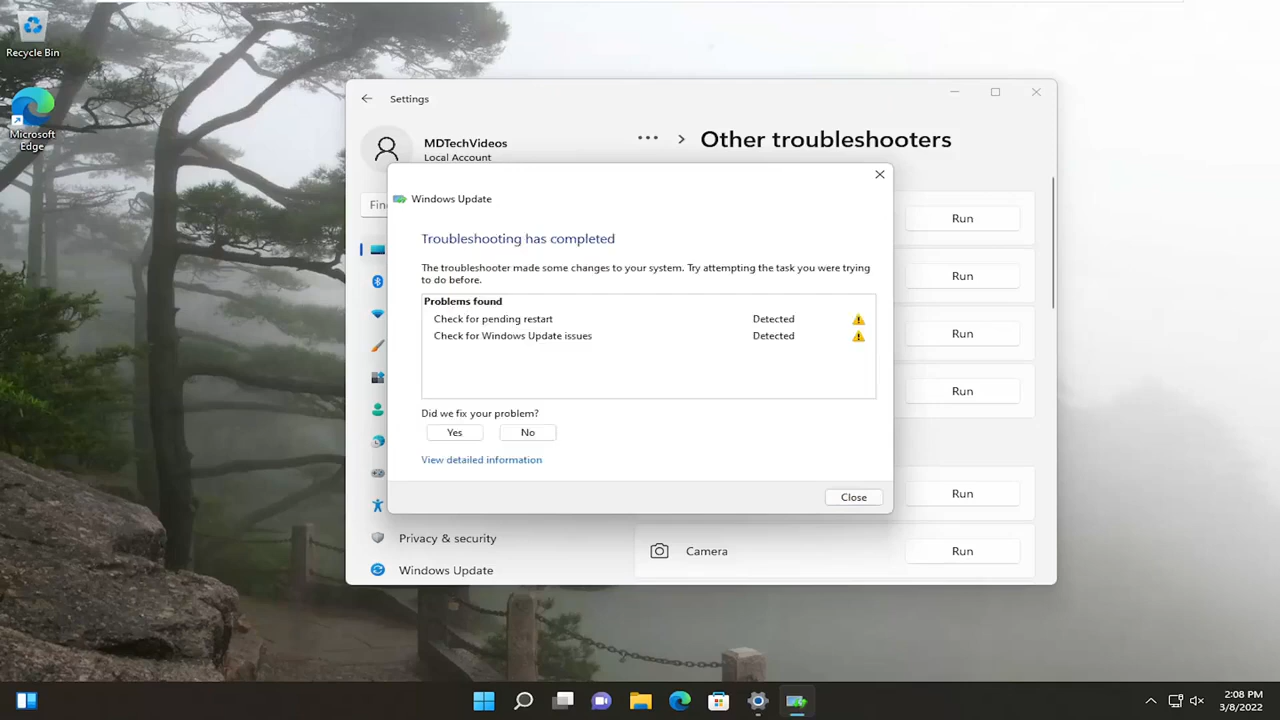 Recycle Bin
Microsoft
Edge
Settings
MDTechVideos
Local Account
Other troubleshooters
Windows Update
Troubleshooting has completed
The troubleshooter made some changes to your system. Try attempting the task you were trying
to do before.
Problems found
Check for pending restart Detected
Check for Windows Update issues Detected
Did we fix your problem?
Yes No
View detailed information
Close
Run
Run
Run
Run
Run
Privacy & security
Camera Run
Windows Update
2:08 PM
3/8/2022